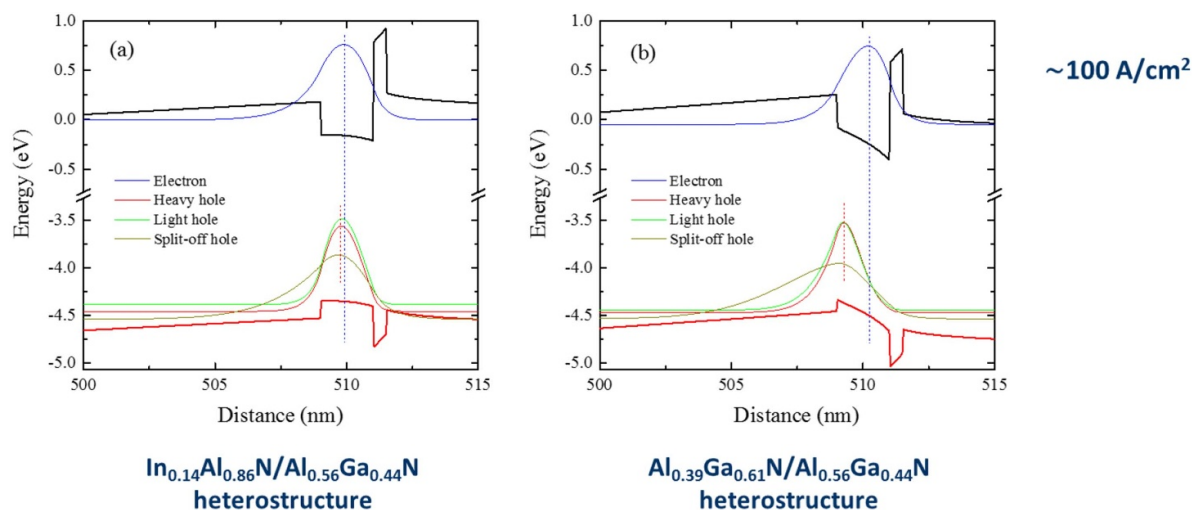 (a)
1.0
0.5
0.0
-0.5
-3.5
-4.0
-4.5
-5.0
Energy (eV)
Electron
Heavy hole
Light hole
Split-off hole
500
505
510
515
Distance (nm)
In0.14Al0.86N/Al0.56Ga0.44N
heterostructure
(b)
1.0
0.5
0.0
-0.5
-3.5
-4.0
-4.5
-5.0
Energy (eV)
Electron
Heavy hole
Light hole
Split-off hole
500
505
510
515
Distance (nm)
Al0.39Ga0.61N/Al0.56Ga0.44N
heterostructure
~100 A/cm²